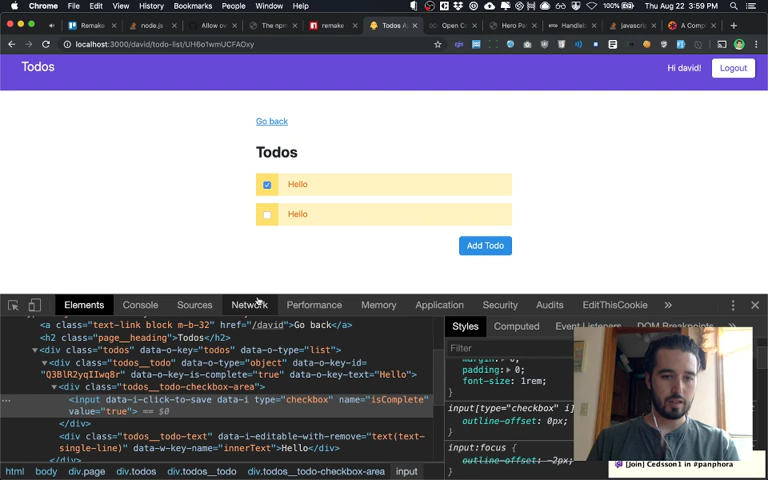 Chrome File Edit View History Bookmarks People Window Help 100% Thu Aug 22 3:59 PM
Remake node.js Allow ov The npm remake Todos A Open C Hero Pa Handleb javascri A Comp
localhost:3000/david/todo-list/UH6o1wmUCFAOxy
Todos Hi david! Logout
Go back
Todos
Hello
Hello
Add Todo
Elements Console Sources Network Performance Memory Application Security Audits EditThisCookie »
<a class="text-link block m-b-32" href="/david">Go back</a>
<h2 class="page__heading">Todos</h2>
▼<div class="todos" data-o-key="todos" data-o-type="list">
▼<div class="todos__todo" data-o-type="object" data-o-key-id=
"Q3BlR2yqIIwq8r" data-o-key-is-complete="true" data-o-key-text="Hello">
▼<div class="todos__todo-checkbox-area">
<input data-i-click-to-save data-i type="checkbox" name="isComplete"
value="true"> == $0
</div>
▼<div class="todos__todo-text" data-i-editable-with-remove="text(text-
single-line)" data-w-key-name="innerText">Hello</div>
</div>
html body div.page div.todos div.todos__todo div.todos__todo-checkbox-area input
Styles Computed Event Listeners DOM Breakpoints
Filter
margin: 0;
padding: 0;
font-size: 1rem;
}
input[type="checkbox" i]
outline-offset: 0px;
}
input:focus
outline-offset: -2px;
[Join] Cedsson1 in #panphora